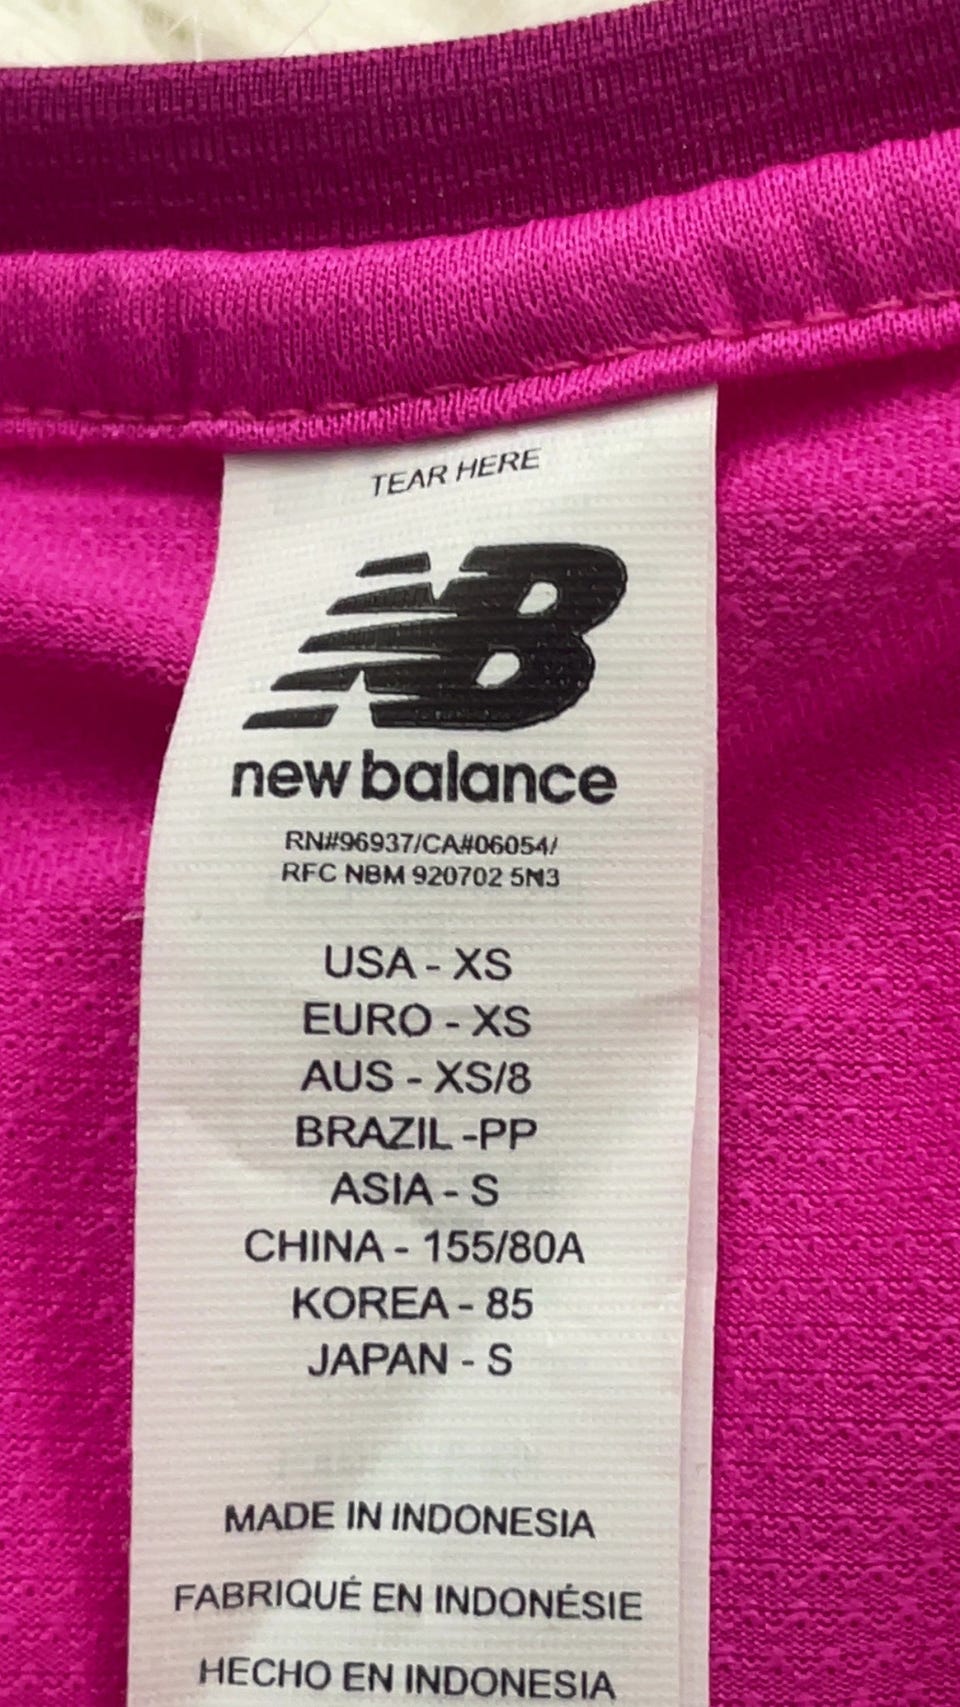 TEAR HERE
NB
new balance
RN#96937/CA#06054/
RFC NBM 920702 5N3
USA - XS
EURO - XS
AUS - XS/8
BRAZIL -PP
ASIA - S
CHINA - 155/80A
KOREA - 85
JAPAN - S
MADE IN INDONESIA
FABRIQUÉ EN INDONÉSIE
HECHO EN INDONESIA